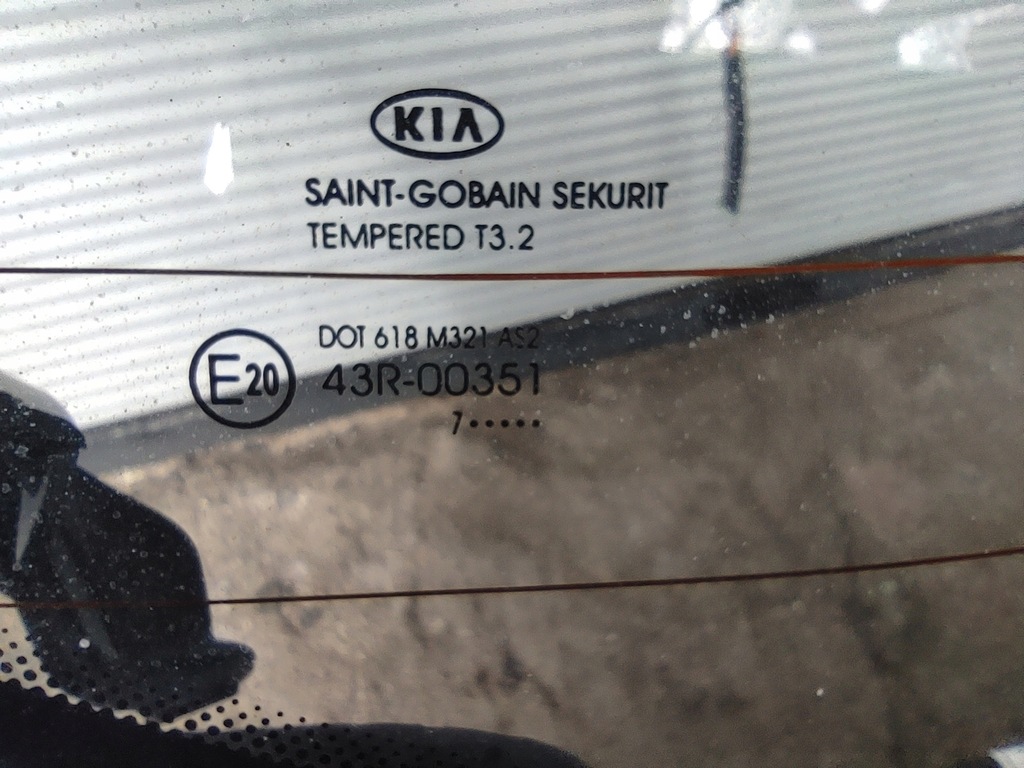 KIA
SAINT-GOBAIN SEKURIT
TEMPERED T3.2
DOT 618 M321 AS2
E20 43R-00351
7•••••